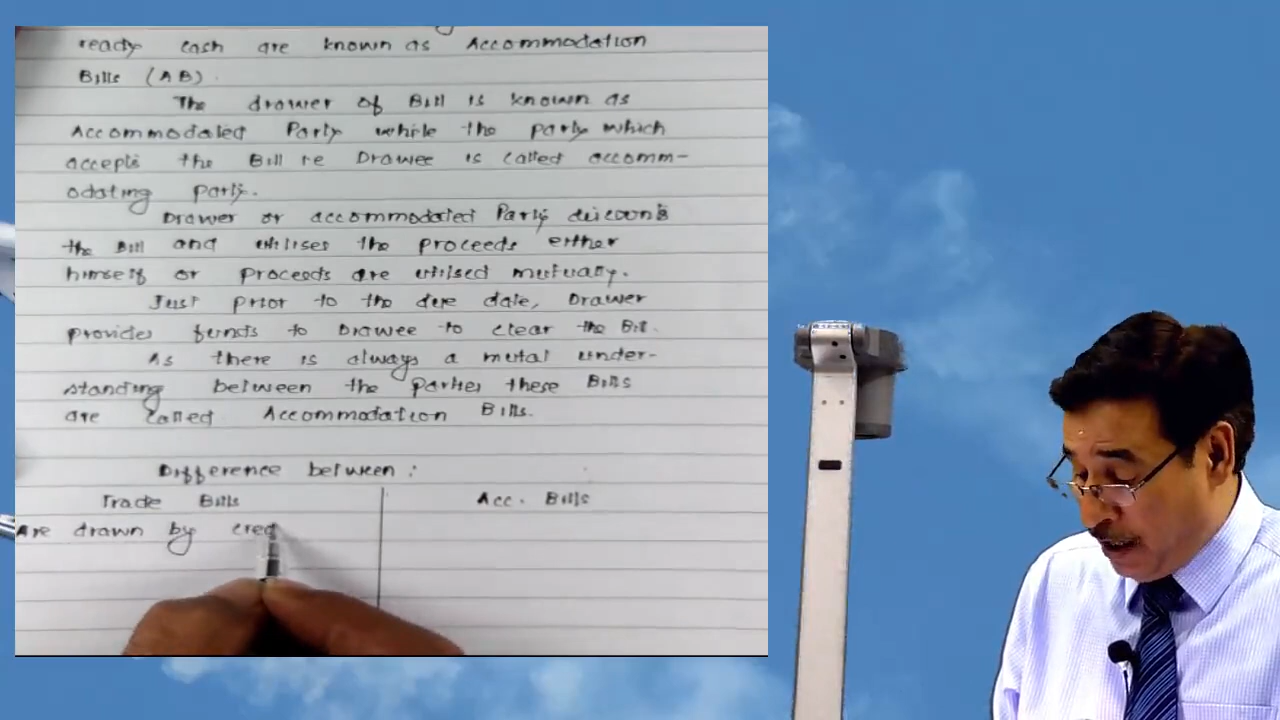 ready cash are known as Accommodation
Bills (AB).
The drawer of Bill is known as
Accommodated Party while the party which
accepts the Bill ie Drawee is called accomm-
odating party.
Drawer or accommodated Party discounts
the Bill and utilises the proceeds either
himself or proceeds are utilised mutually.
Just prior to the due date, Drawer
provides funds to Drawee to clear the Bill.
As there is always a mutal under-
standing between the parties these Bills
are called Accommodation Bills.
Difference between :
Trade Bills
Acc. Bills
Are drawn by cred